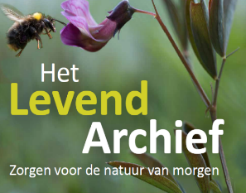 Het
Levend
Archief
Zorgen voor de natuur van morgen